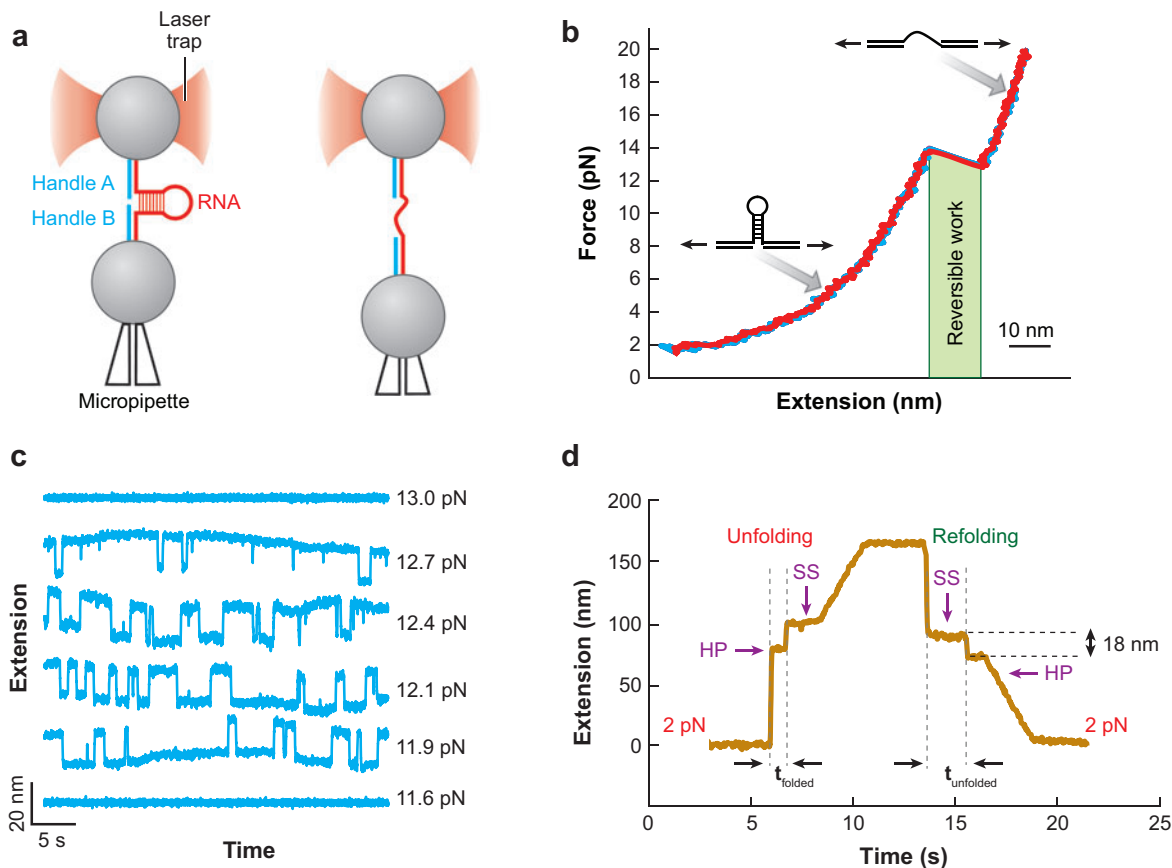 a
Laser
trap
Handle A
Handle B
RNA
Micropipette
b
Force (pN)
20
18
16
14
12
10
8
6
4
2
0
Reversible work
10 nm
Extension (nm)
c
Extension
13.0 pN
12.7 pN
12.4 pN
12.1 pN
11.9 pN
11.6 pN
20 nm
5 s
Time
d
Extension (nm)
200
150
100
50
0
Unfolding
Refolding
SS
SS
HP
18 nm
HP
2 pN
2 pN
tfolded
tunfolded
0
5
10
15
20
25
Time (s)